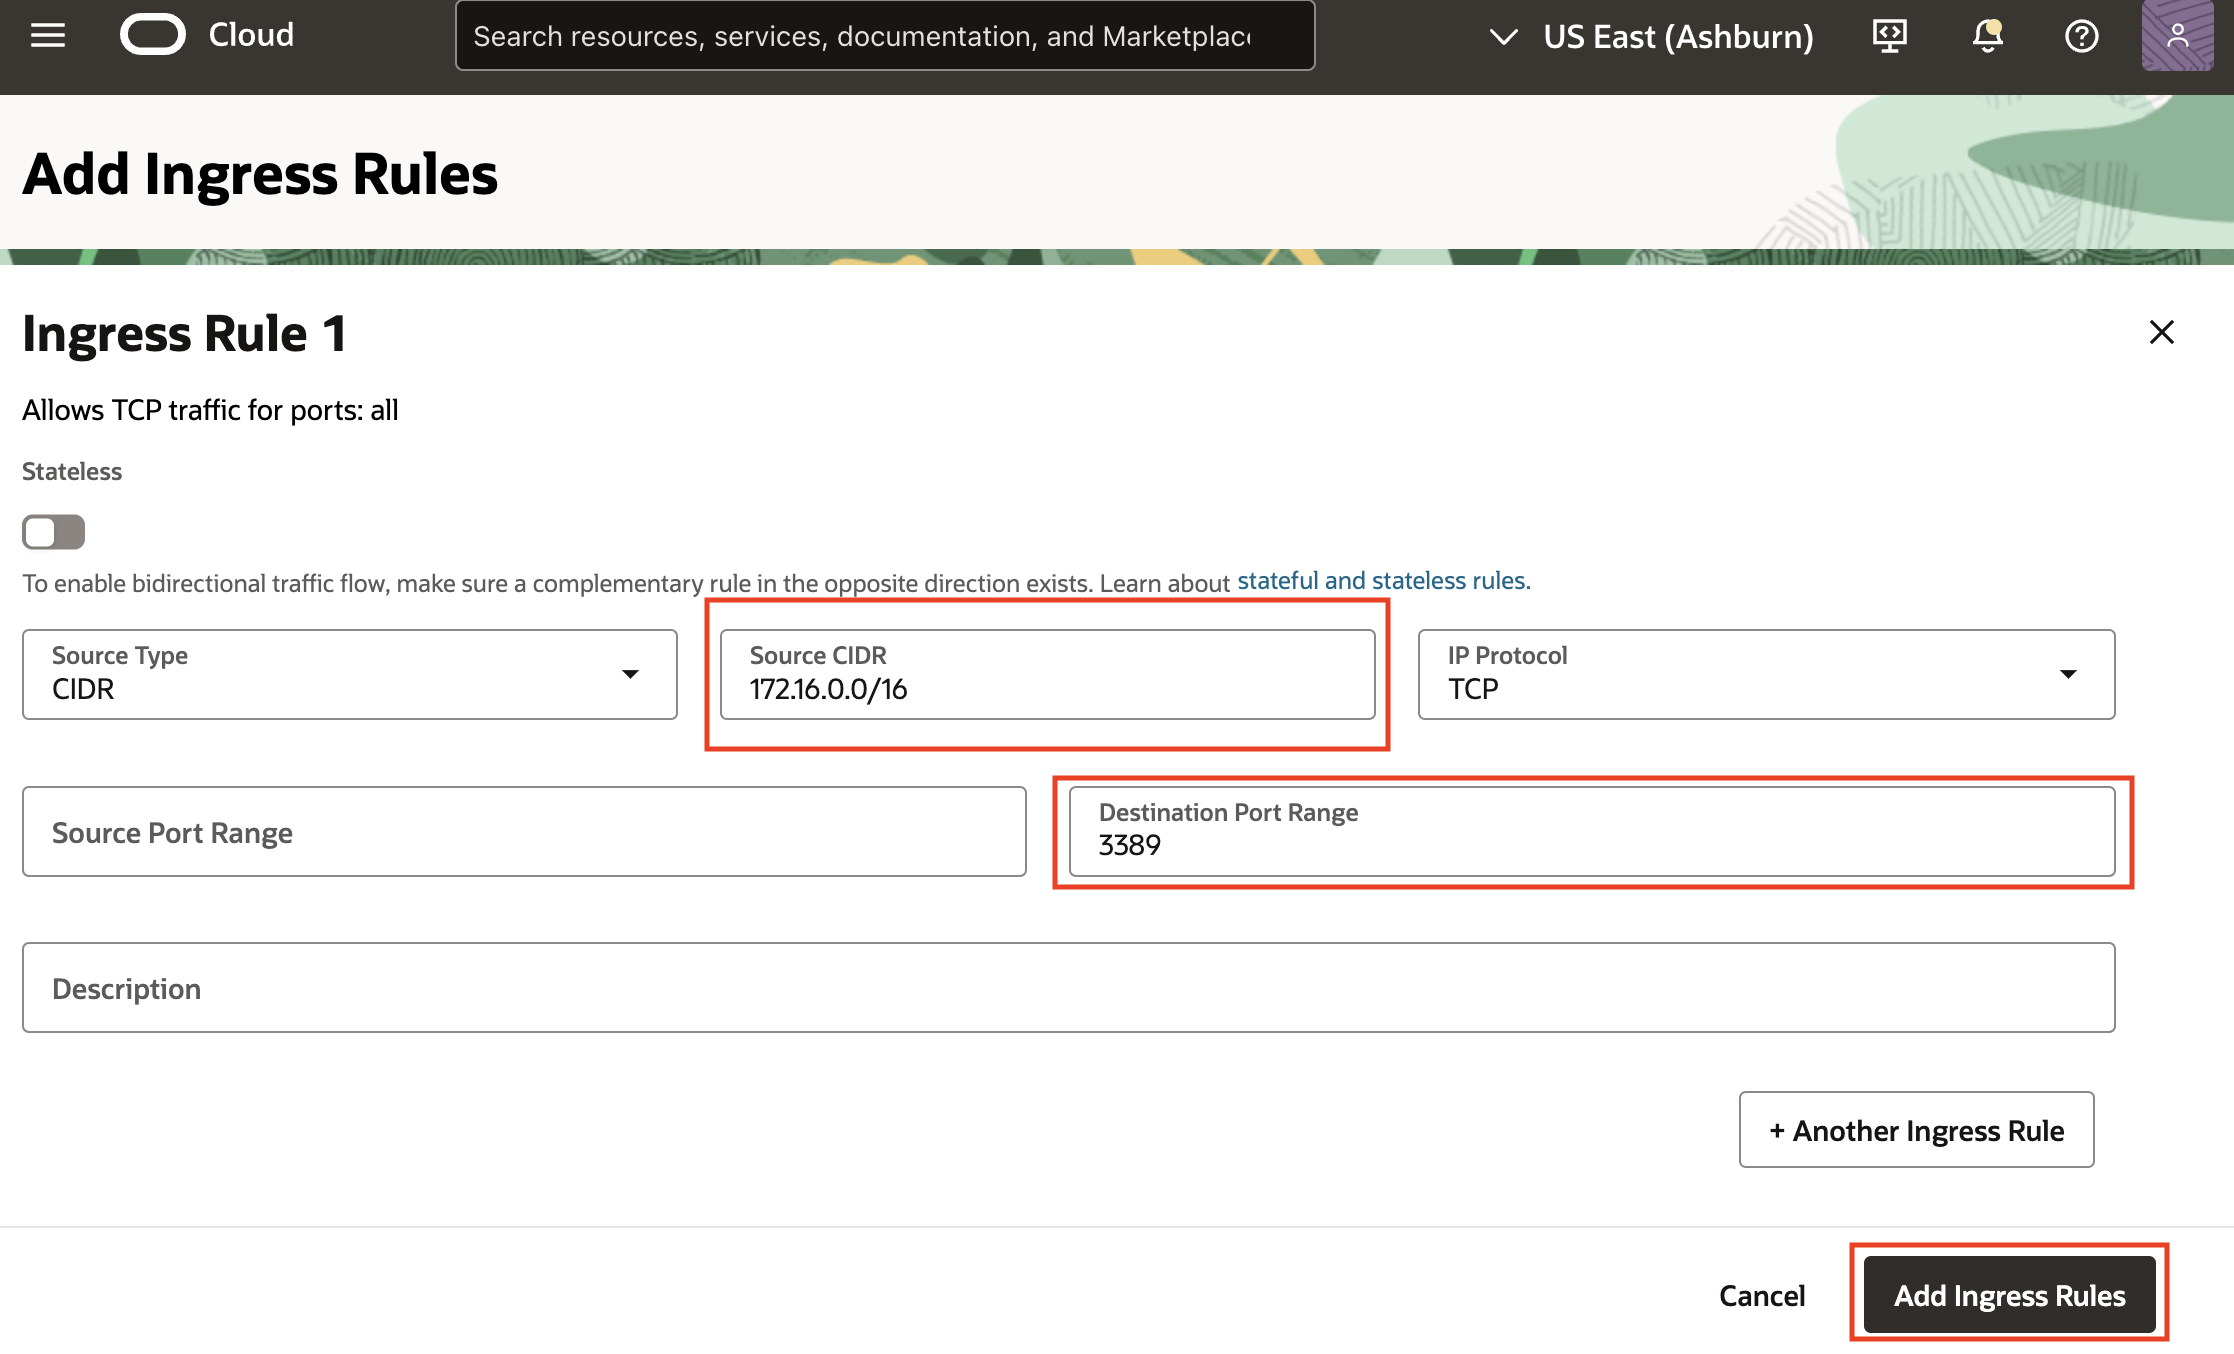 Cloud
Search resources, services, documentation, and Marketplace
US East (Ashburn)
Add Ingress Rules
Ingress Rule 1
Allows TCP traffic for ports: all
Stateless
To enable bidirectional traffic flow, make sure a complementary rule in the opposite direction exists. Learn about stateful and stateless rules.
Source Type
CIDR
Source CIDR
172.16.0.0/16
IP Protocol
TCP
Source Port Range
Destination Port Range
3389
Description
+ Another Ingress Rule
Cancel
Add Ingress Rules